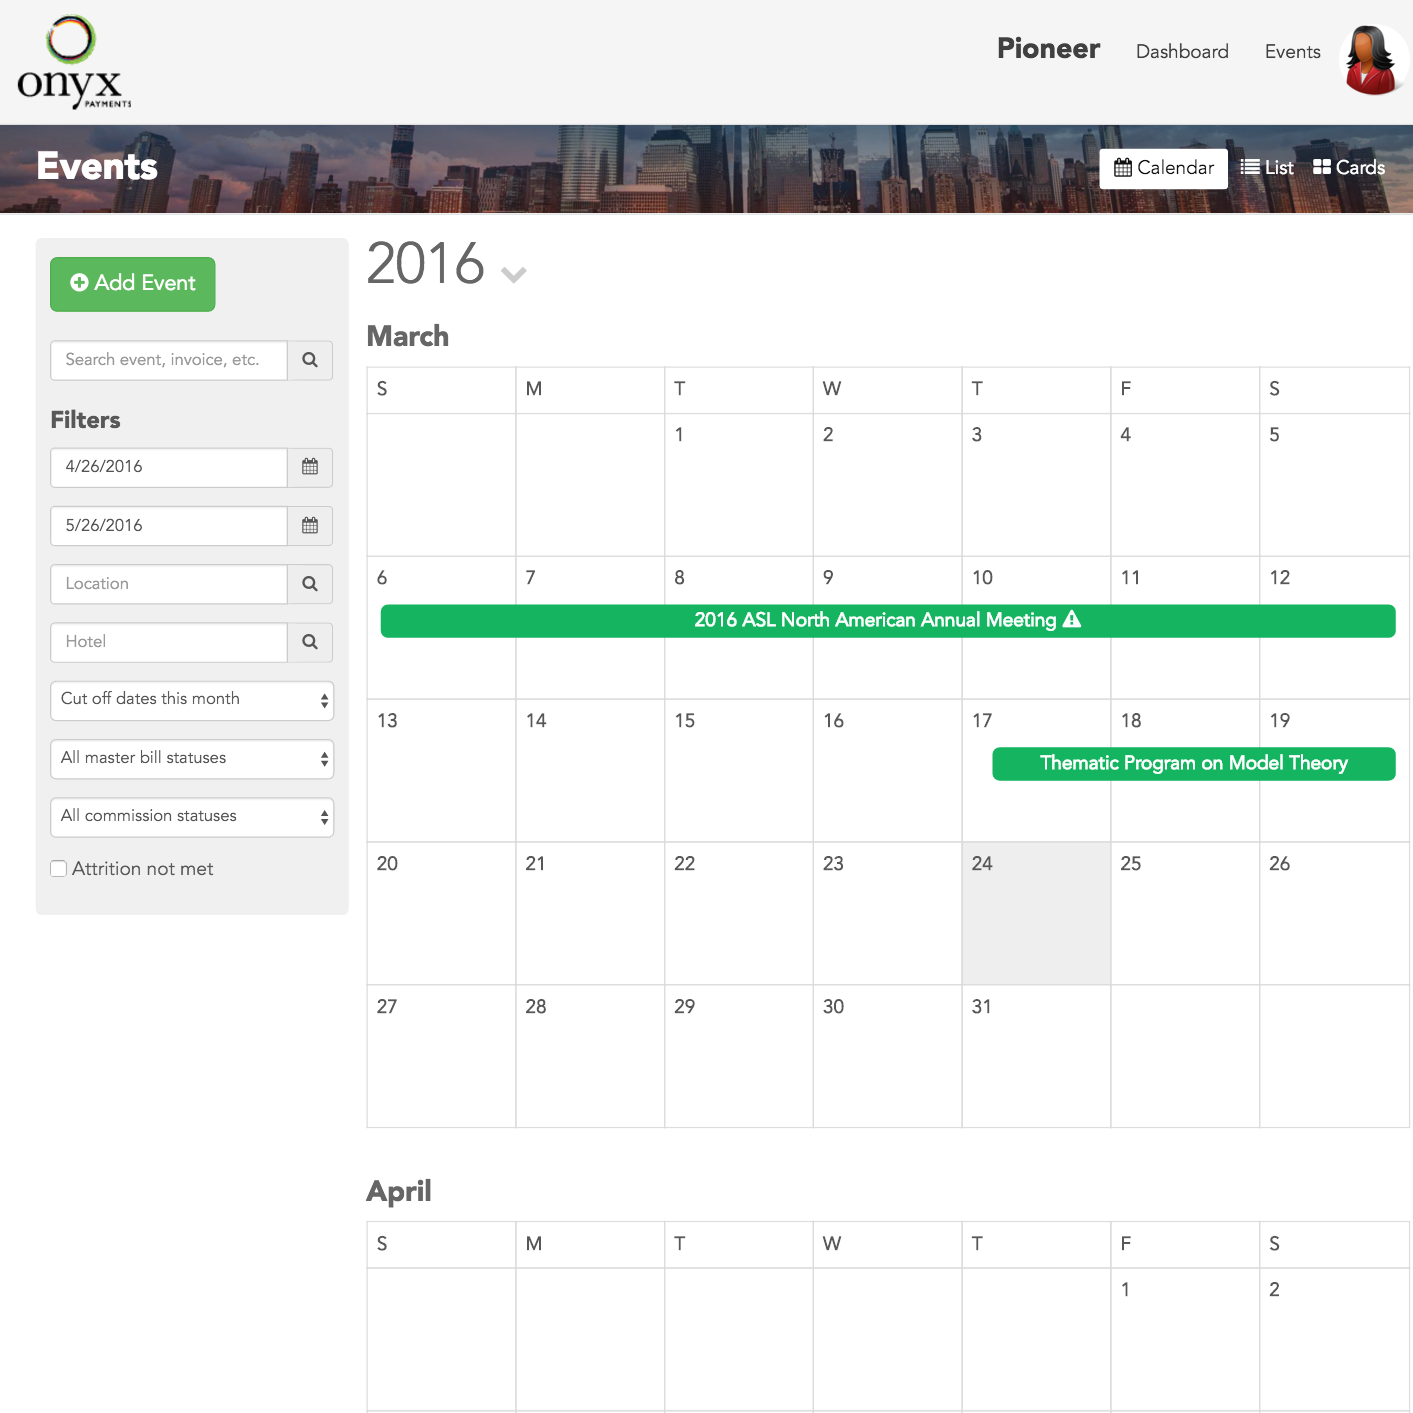 onyx
PAYMENTS
Pioneer
Dashboard
Events
Events
Calendar
List
Cards
Add Event
Search event, invoice, etc.
Filters
4/26/2016
5/26/2016
Location
Hotel
Cut off dates this month
All master bill statuses
All commission statuses
Attrition not met
2016
March
S M T W T F S
1 2 3 4 5
6 7 8 9 10 11 12
2016 ASL North American Annual Meeting
13 14 15 16 17 18 19
Thematic Program on Model Theory
20 21 22 23 24 25 26
27 28 29 30 31
April
S M T W T F S
1 2